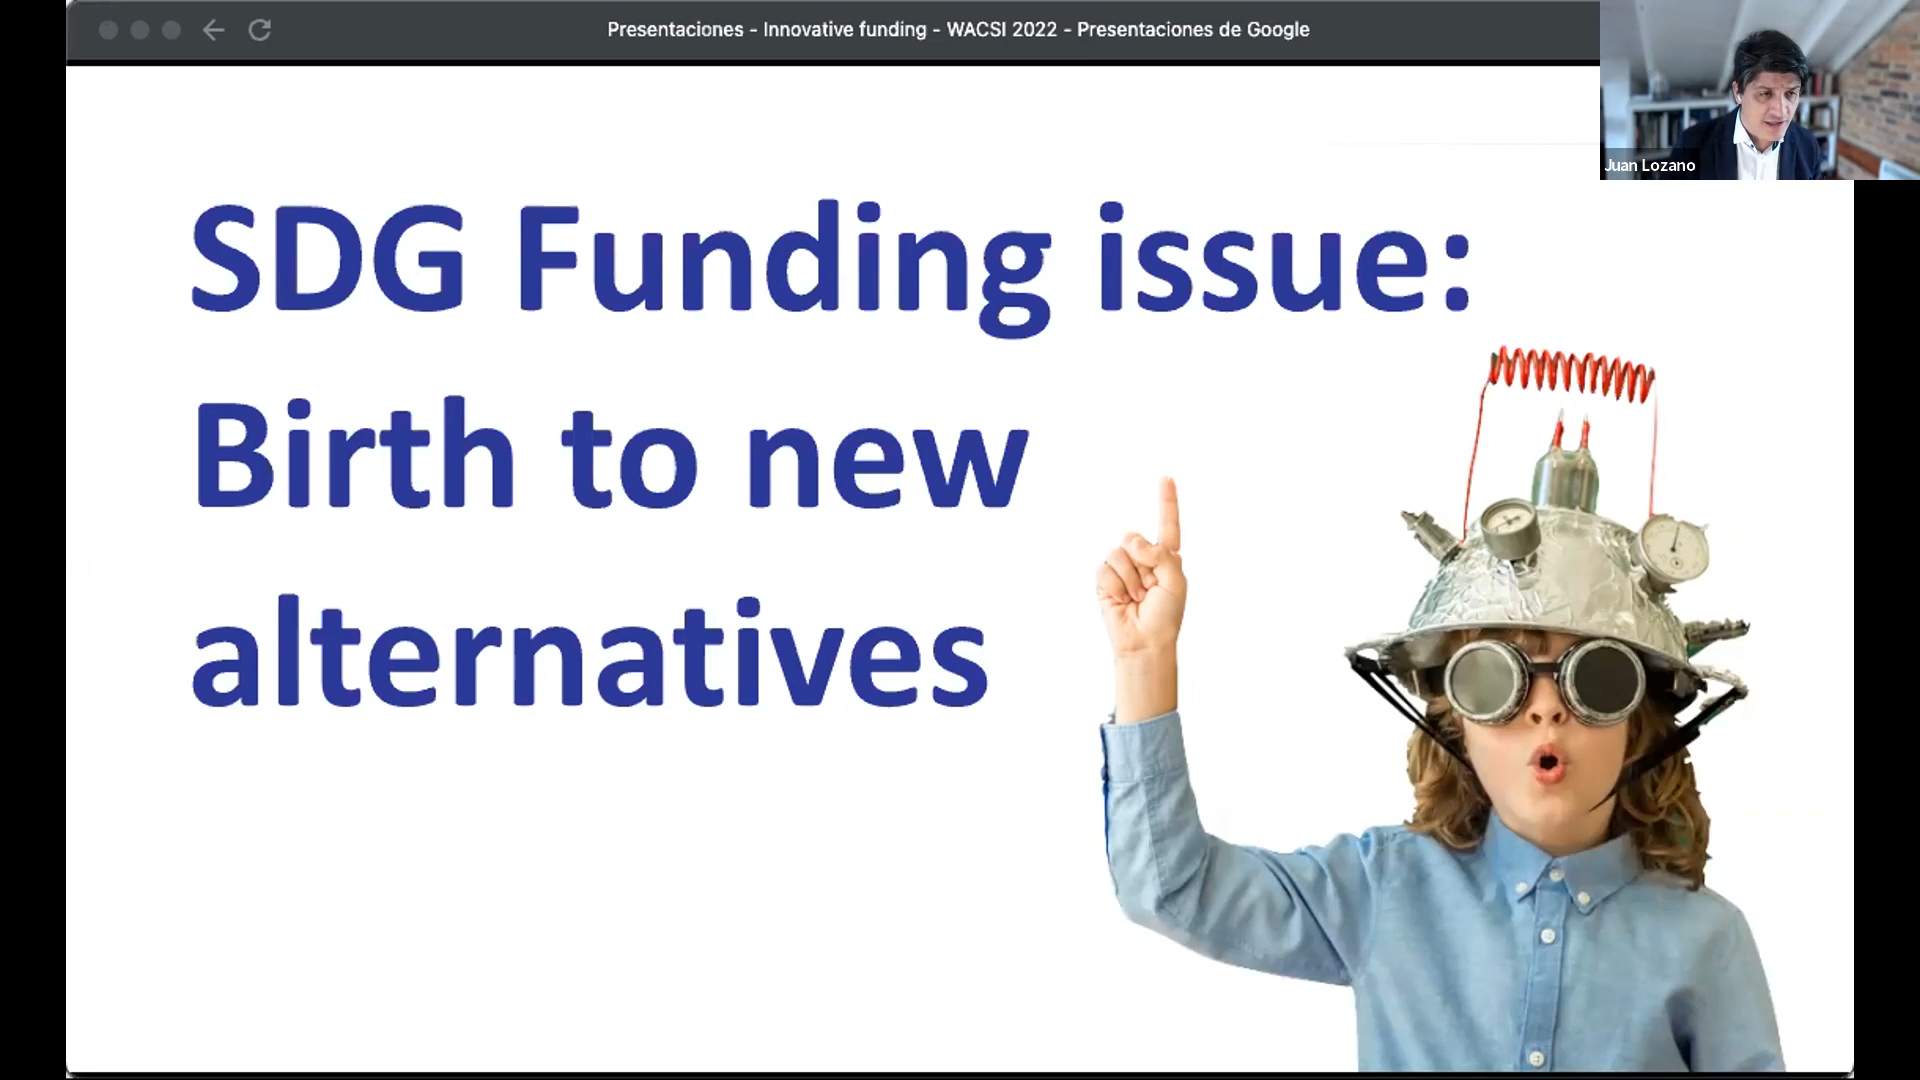 Presentaciones - Innovative funding - WACSI 2022 - Presentaciones de Google
Juan Lozano
SDG Funding issue:
Birth to new
alternatives